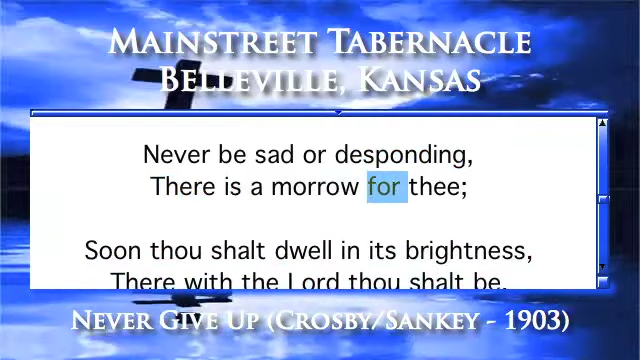 MAINSTREET TABERNACLE
BELLEVILLE, KANSAS
Never be sad or desponding,
There is a morrow for thee;
Soon thou shalt dwell in its brightness,
There with the Lord thou shalt be.
NEVER GIVE UP (CROSBY/SANKEY - 1903)